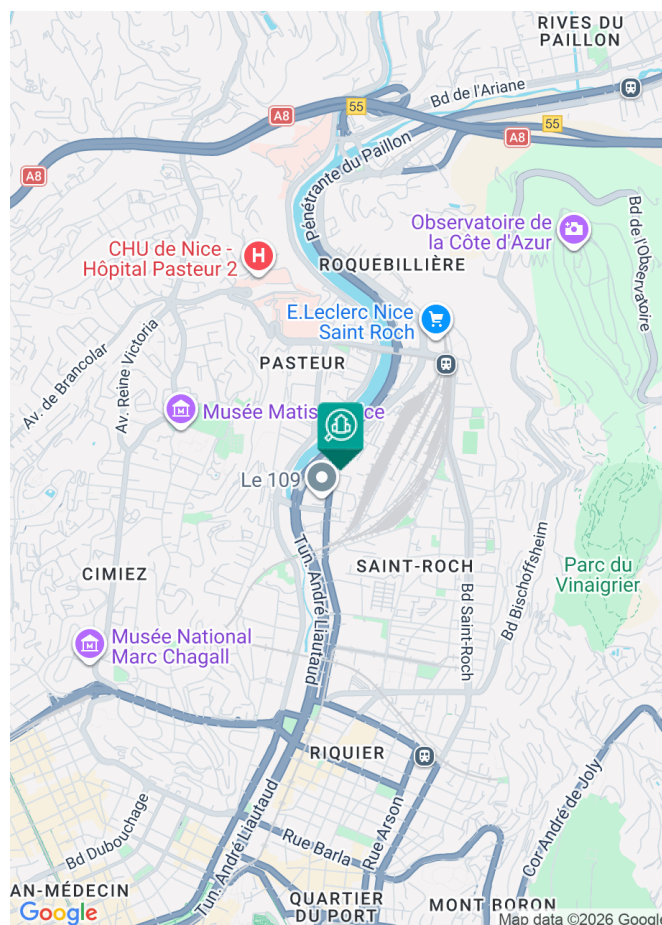 RIVES DU
PAILLON
Bd de l'Ariane
55
A8
55
A8
A8
Pénétrante du Paillon
Observatoire de
la Côte d'Azur
Bd de l'Observatoire
CHU de Nice -
Hôpital Pasteur 2
H
ROQUEBILLIÈRE
E.Leclerc Nice
Saint Roch
PASTEUR
Av. de Brancolar
Av. Reine Victoria
Musée Matisse
Le 109
Tun. André Liautaud
SAINT-ROCH
Bd Saint-Roch
Bd Bischoffsheim
Parc du
Vinaigrier
CIMIEZ
Musée National
Marc Chagall
RIQUIER
Bd Dubouchage
Tun. André Liautaud
Rue Barla
Rue Arson
Cor André de Joly
AN-MÉDECIN
QUARTIER
DU PORT
MONT BORON
Google
Map data ©2026 Google